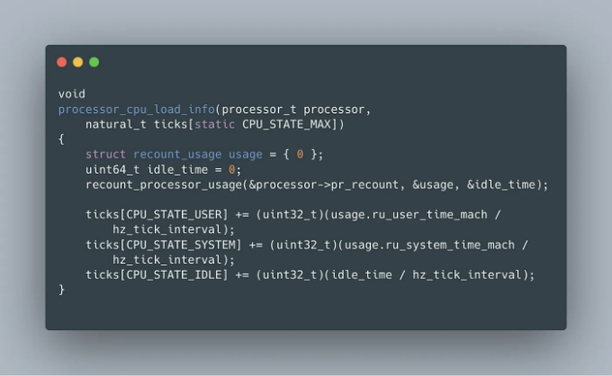 void
processor_cpu_load_info(processor_t processor,
    natural_t ticks[static CPU_STATE_MAX])
{
    struct recount_usage usage = { 0 };
    uint64_t idle_time = 0;
    recount_processor_usage(&processor->pr_recount, &usage, &idle_time);

    ticks[CPU_STATE_USER] += (uint32_t)(usage.ru_user_time_mach /
        hz_tick_interval);
    ticks[CPU_STATE_SYSTEM] += (uint32_t)(usage.ru_system_time_mach /
        hz_tick_interval);
    ticks[CPU_STATE_IDLE] += (uint32_t)(idle_time / hz_tick_interval);
}